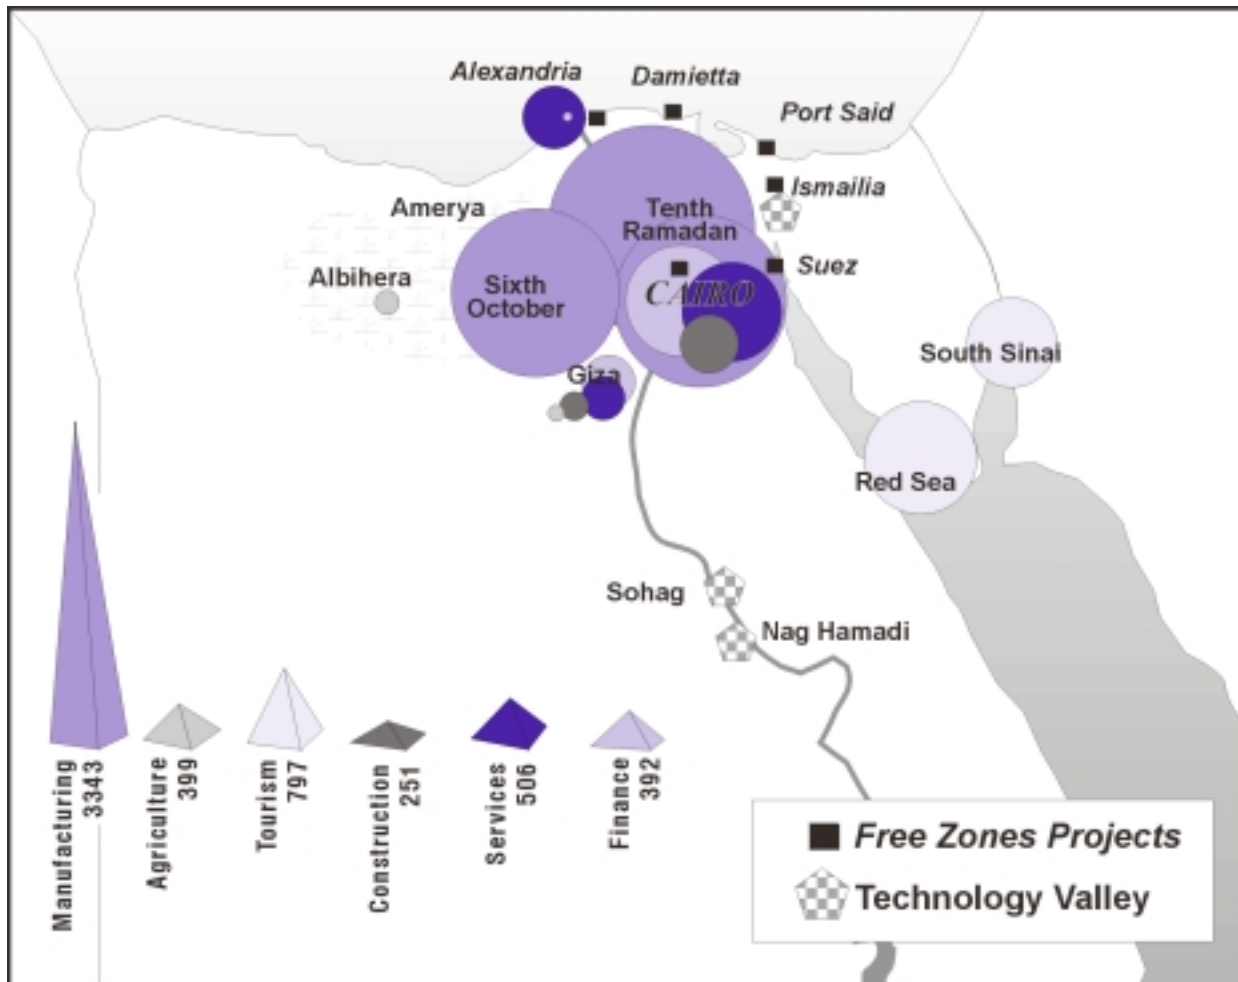 Alexandria
Damietta
Port Said
Ismailia
Amerya
Tenth
Ramadan
Albihera
Sixth
October
CAIRO
Suez
Giza
South Sinai
Red Sea
Sohag
Nag Hamadi
Manufacturing
3343
Agriculture
399
Tourism
797
Construction
251
Services
506
Finance
392
Free Zones Projects
Technology Valley